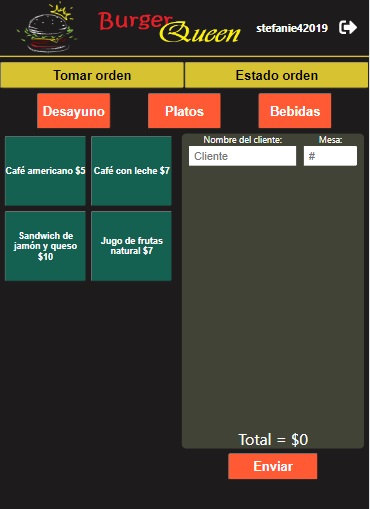 Burger Queen
stefanie42019
Tomar orden
Estado orden
Desayuno
Platos
Bebidas
Café americano $5
Café con leche $7
Sandwich de
jamón y queso
$10
Jugo de frutas
natural $7
Nombre del cliente:
Mesa:
Cliente
#
Total = $0
Enviar